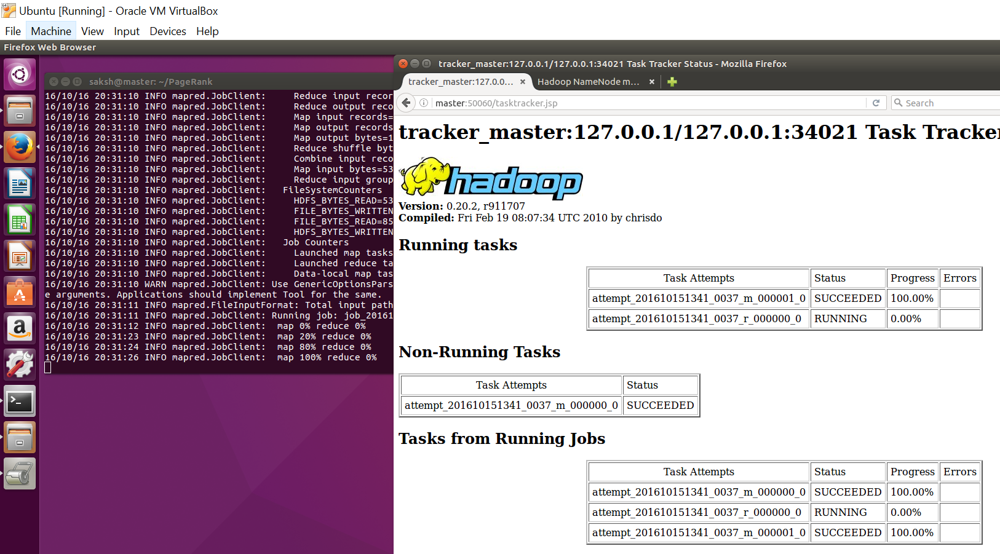 Ubuntu [Running] - Oracle VM VirtualBox
File Machine View Input Devices Help
Firefox Web Browser
saksh@master: ~/PageRank
16/10/16 20:31:10 INFO mapred.JobClient:     Reduce input recor
16/10/16 20:31:10 INFO mapred.JobClient:     Reduce output reco
16/10/16 20:31:10 INFO mapred.JobClient:     Map input records=
16/10/16 20:31:10 INFO mapred.JobClient:     Map output records
16/10/16 20:31:10 INFO mapred.JobClient:     Map output bytes=1
16/10/16 20:31:10 INFO mapred.JobClient:     Reduce shuffle byt
16/10/16 20:31:10 INFO mapred.JobClient:     Combine input reco
16/10/16 20:31:10 INFO mapred.JobClient:     Map input bytes=53
16/10/16 20:31:10 INFO mapred.JobClient:     Reduce input group
16/10/16 20:31:10 INFO mapred.JobClient:   FileSystemCounters
16/10/16 20:31:10 INFO mapred.JobClient:     HDFS_BYTES_READ=53
16/10/16 20:31:10 INFO mapred.JobClient:     FILE_BYTES_WRITTEN
16/10/16 20:31:10 INFO mapred.JobClient:     FILE_BYTES_READ=85
16/10/16 20:31:10 INFO mapred.JobClient:     HDFS_BYTES_WRITTEN
16/10/16 20:31:10 INFO mapred.JobClient:   Job Counters
16/10/16 20:31:10 INFO mapred.JobClient:     Launched map tasks
16/10/16 20:31:10 INFO mapred.JobClient:     Launched reduce ta
16/10/16 20:31:10 INFO mapred.JobClient:     Data-local map tas
16/10/16 20:31:10 WARN mapred.JobClient: Use GenericOptionsPars
e arguments. Applications should implement Tool for the same.
16/10/16 20:31:11 INFO mapred.FileInputFormat: Total input path
16/10/16 20:31:11 INFO mapred.JobClient: Running job: job_20161
16/10/16 20:31:12 INFO mapred.JobClient:  map 0% reduce 0%
16/10/16 20:31:23 INFO mapred.JobClient:  map 20% reduce 0%
16/10/16 20:31:24 INFO mapred.JobClient:  map 80% reduce 0%
16/10/16 20:31:26 INFO mapred.JobClient:  map 100% reduce 0%
tracker_master:127.0.0.1/127.0.0.1:34021 Task Tracker Status - Mozilla Firefox
tracker_master:127.0.0... Hadoop NameNode m...
master:50060/tasktracker.jsp Search
tracker_master:127.0.0.1/127.0.0.1:34021 Task Tracker
hadoop
Version: 0.20.2, r911707
Compiled: Fri Feb 19 08:07:34 UTC 2010 by chrisdo
Running tasks
Task Attempts Status Progress Errors
attempt_201610151341_0037_m_000001_0 SUCCEEDED 100.00%
attempt_201610151341_0037_r_000000_0 RUNNING 0.00%
Non-Running Tasks
Task Attempts Status
attempt_201610151341_0037_m_000000_0 SUCCEEDED
Tasks from Running Jobs
Task Attempts Status Progress Errors
attempt_201610151341_0037_m_000000_0 SUCCEEDED 100.00%
attempt_201610151341_0037_r_000000_0 RUNNING 0.00%
attempt_201610151341_0037_m_000001_0 SUCCEEDED 100.00%